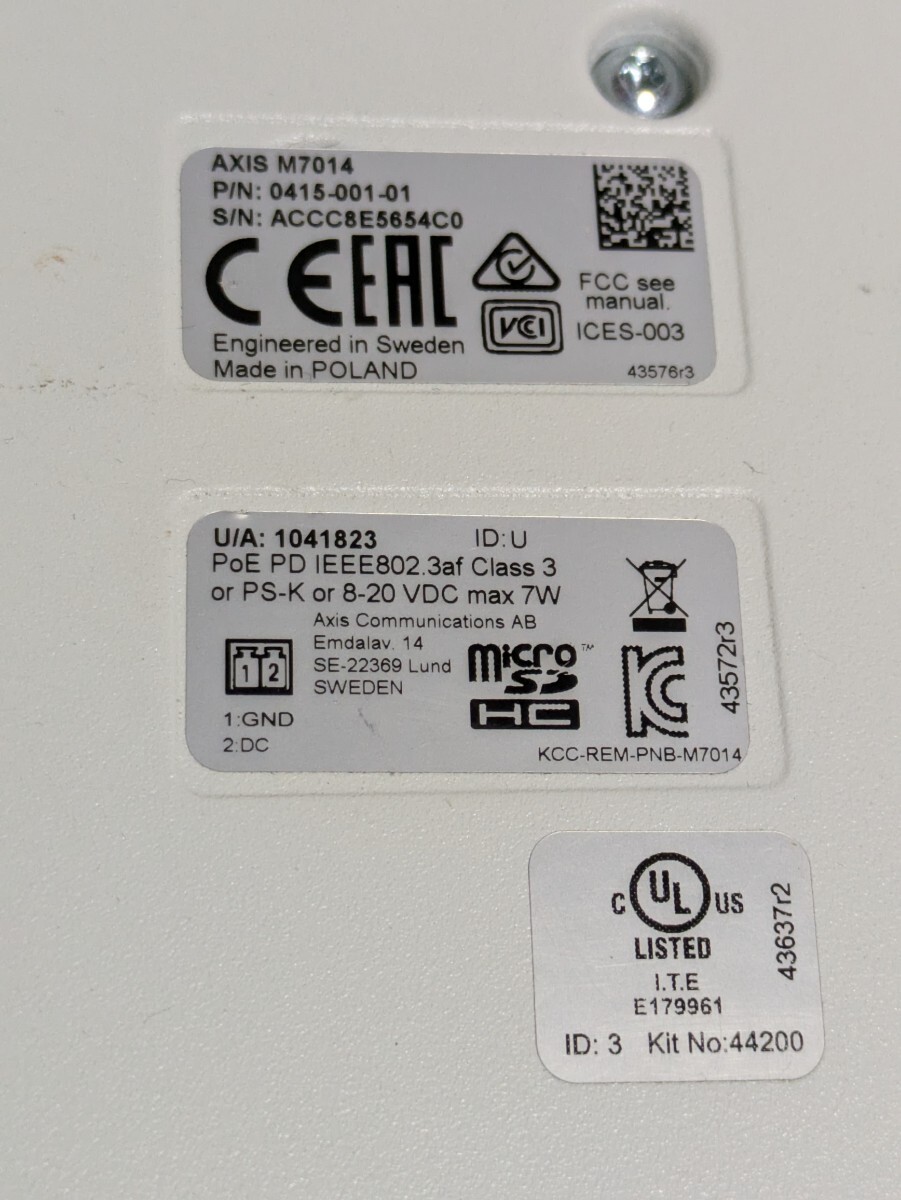 AXIS M7014
P/N: 0415-001-01
S/N: ACCC8E5654C0
CE EAC
FCC see
manual.
VCI
ICES-003
Engineered in Sweden
Made in POLAND
43576r3
U/A: 1041823 ID:U
PoE PD IEEE802.3af Class 3
or PS-K or 8-20 VDC max 7W
Axis Communications AB
Emdalav. 14
SE-22369 Lund
SWEDEN
1 2
1:GND
2:DC
micro SD HC™
KC
43572r3
KCC-REM-PNB-M7014
C UL US
LISTED
I.T.E
E179961
43637r2
ID: 3 Kit No:44200